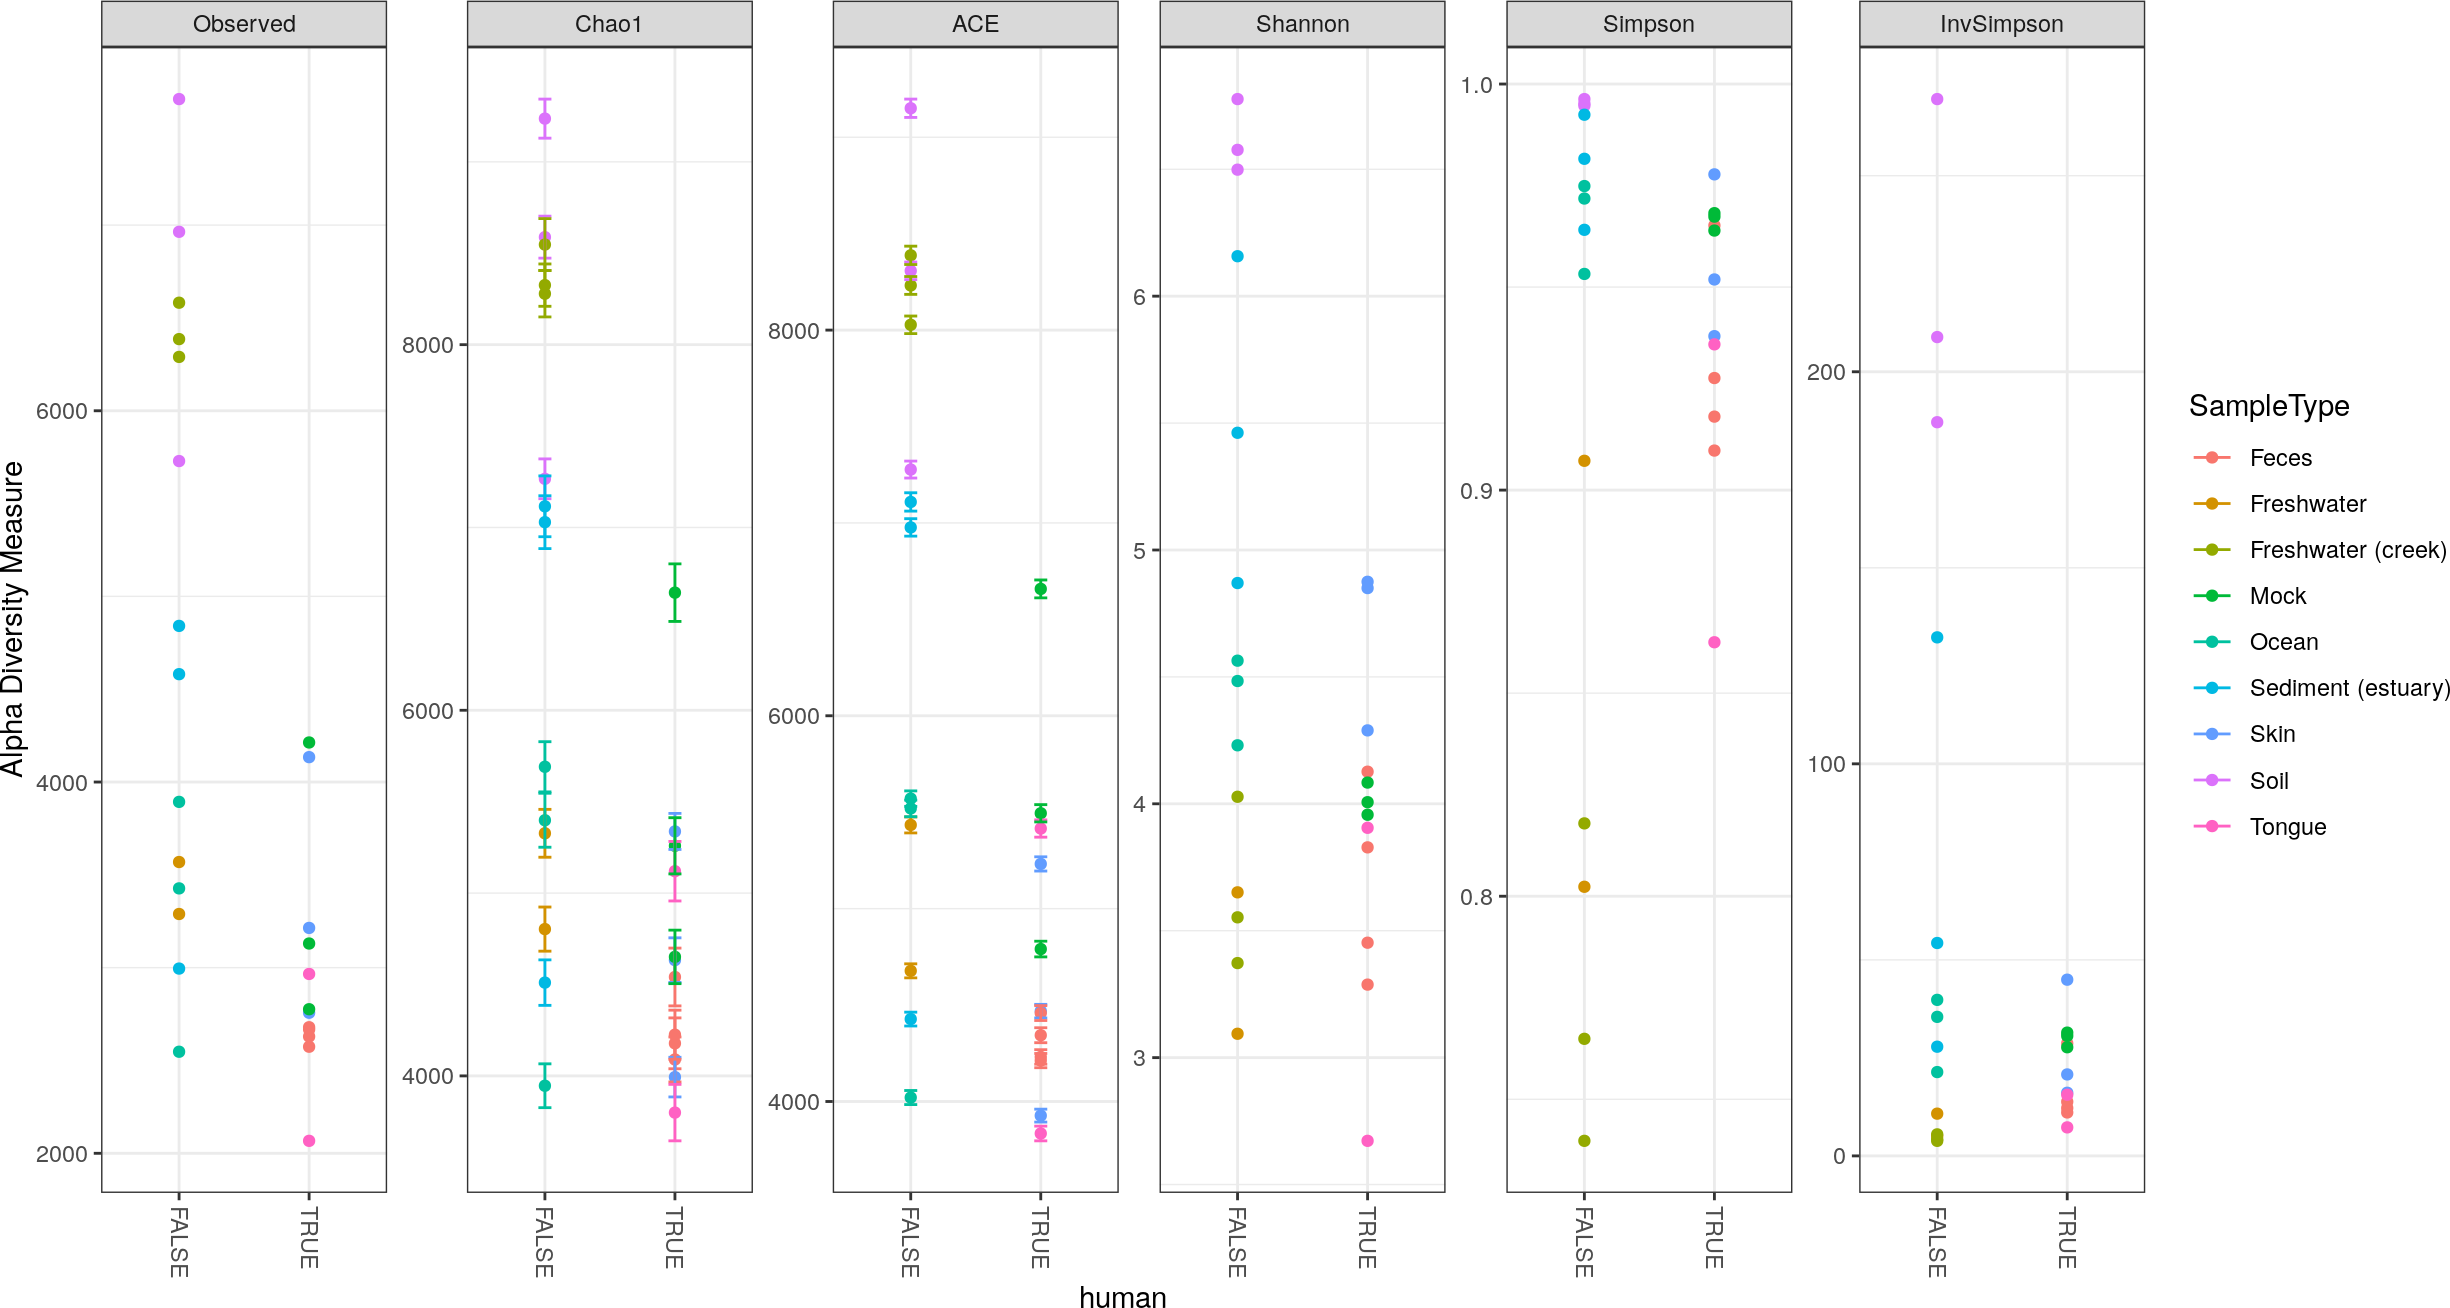 Observed
Chao1
ACE
Shannon
Simpson
InvSimpson
Alpha Diversity Measure
6000
4000
2000
8000
6000
4000
8000
6000
4000
6
5
4
3
1.0
0.9
0.8
200
100
0
FALSE
TRUE
FALSE
TRUE
FALSE
TRUE
FALSE
TRUE
FALSE
TRUE
FALSE
TRUE
human
SampleType
Feces
Freshwater
Freshwater (creek)
Mock
Ocean
Sediment (estuary)
Skin
Soil
Tongue